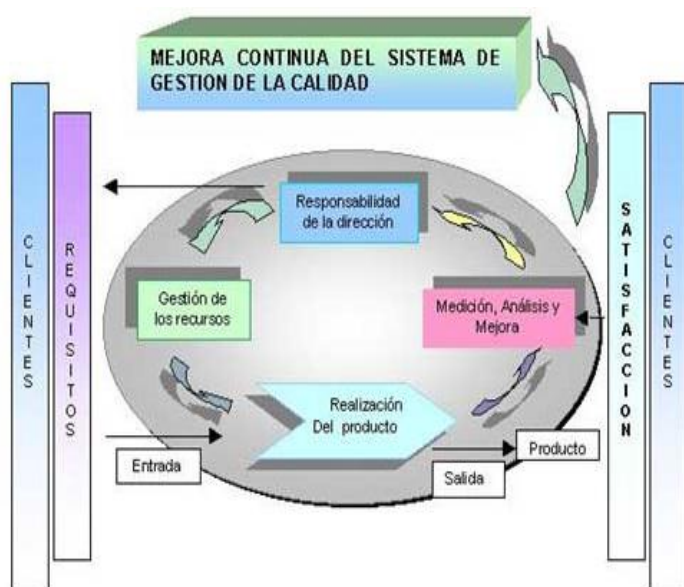 MEJORA CONTINUA DEL SISTEMA DE
GESTION DE LA CALIDAD
CLIENTES
REQUISITOS
Responsabilidad
de la dirección
Gestión de
los recursos
Medición, Análisis y
Mejora
Realización
Del producto
Entrada
Salida
Producto
SATISFACCION
CLIENTES